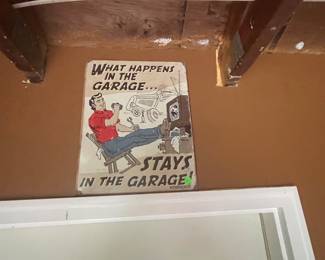 WHAT HAPPENS
IN THE
GARAGE...
STAYS
IN THE GARAGE!